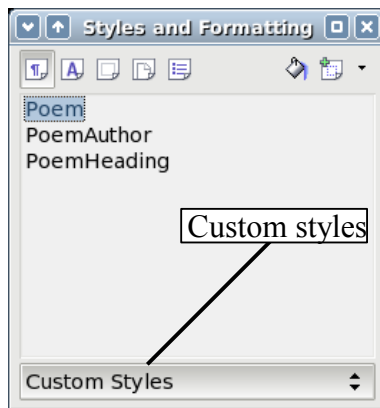 Styles and Formatting
Poem
PoemAuthor
PoemHeading
Custom styles
Custom Styles